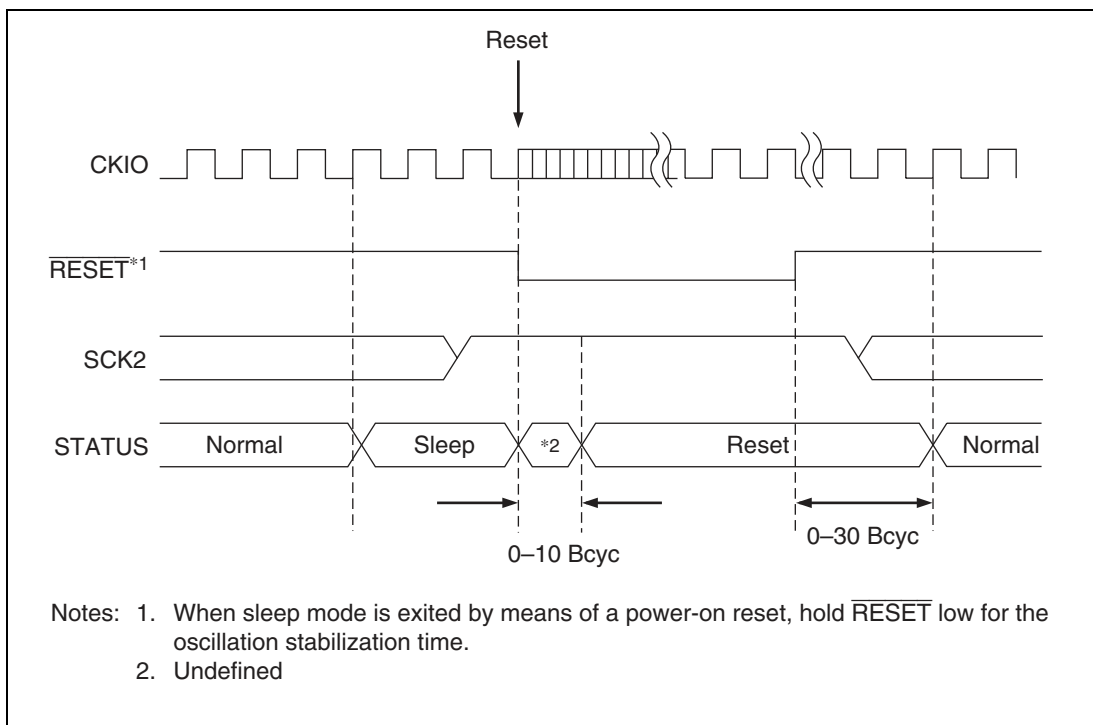 Reset
CKIO
RESET*1
SCK2
STATUS Normal Sleep *2 Reset Normal
0–10 Bcyc
0–30 Bcyc
Notes: 1. When sleep mode is exited by means of a power-on reset, hold RESET low for the
oscillation stabilization time.
2. Undefined